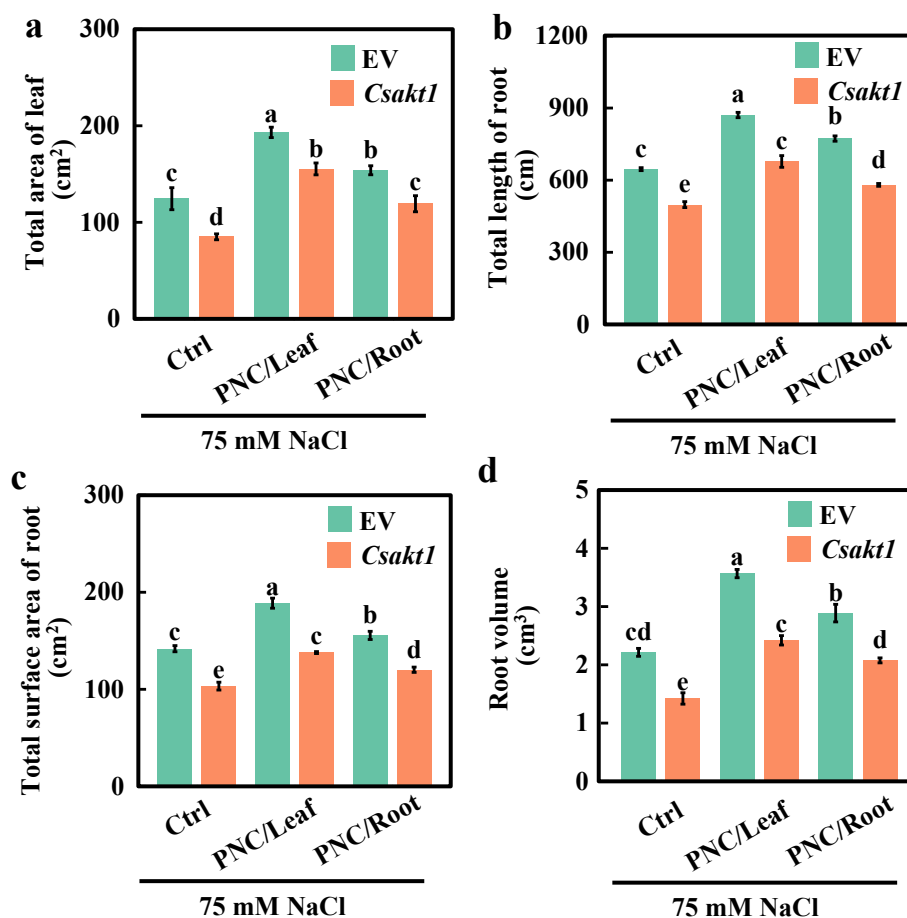 a
Total area of leaf
(cm²)
300
200
100
0
EV
Csakt1
c
d
a
b
b
c
Ctrl
PNC/Leaf
PNC/Root
75 mM NaCl
b
Total length of root
(cm)
1200
900
600
300
0
EV
Csakt1
c
e
a
c
b
d
Ctrl
PNC/Leaf
PNC/Root
75 mM NaCl
c
Total surface area of root
(cm²)
300
200
100
0
EV
Csakt1
c
e
a
c
b
d
Ctrl
PNC/Leaf
PNC/Root
75 mM NaCl
d
Root volume
(cm³)
5
4
3
2
1
0
EV
Csakt1
cd
e
a
c
b
d
Ctrl
PNC/Leaf
PNC/Root
75 mM NaCl